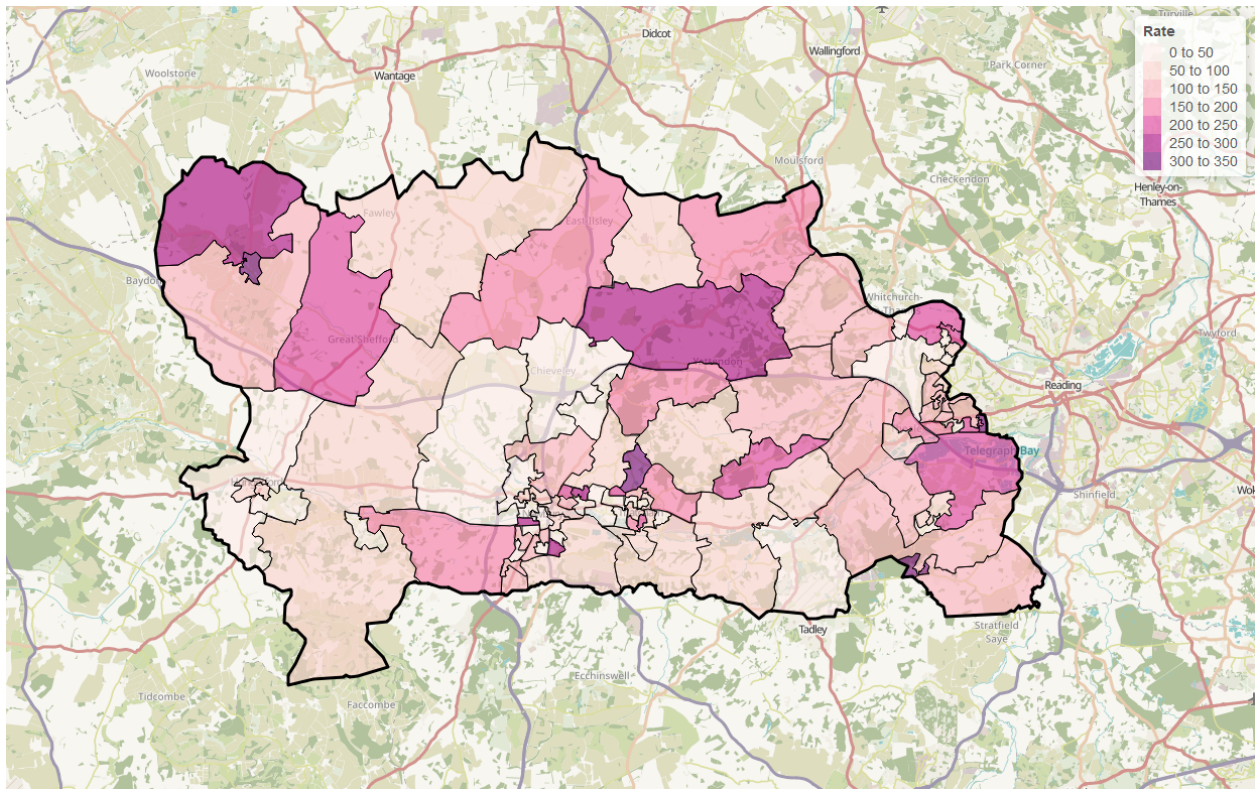 Turville
Didcot
Wallingford
Woolstone
Wantage
Park Corner
Rate
0 to 50
50 to 100
100 to 150
150 to 200
200 to 250
250 to 300
300 to 350
Moulsford
Checkendon
Henley-on-
Thames
Fawley
East Ilsley
Baydon
Whitchurch-
Great Shefford
Twyford
Yattendon
Chieveley
Reading
Telegraph Bay
Shinfield
Tadley
Stratfield
Saye
Ecchinswell
Tidcombe
Faccombe